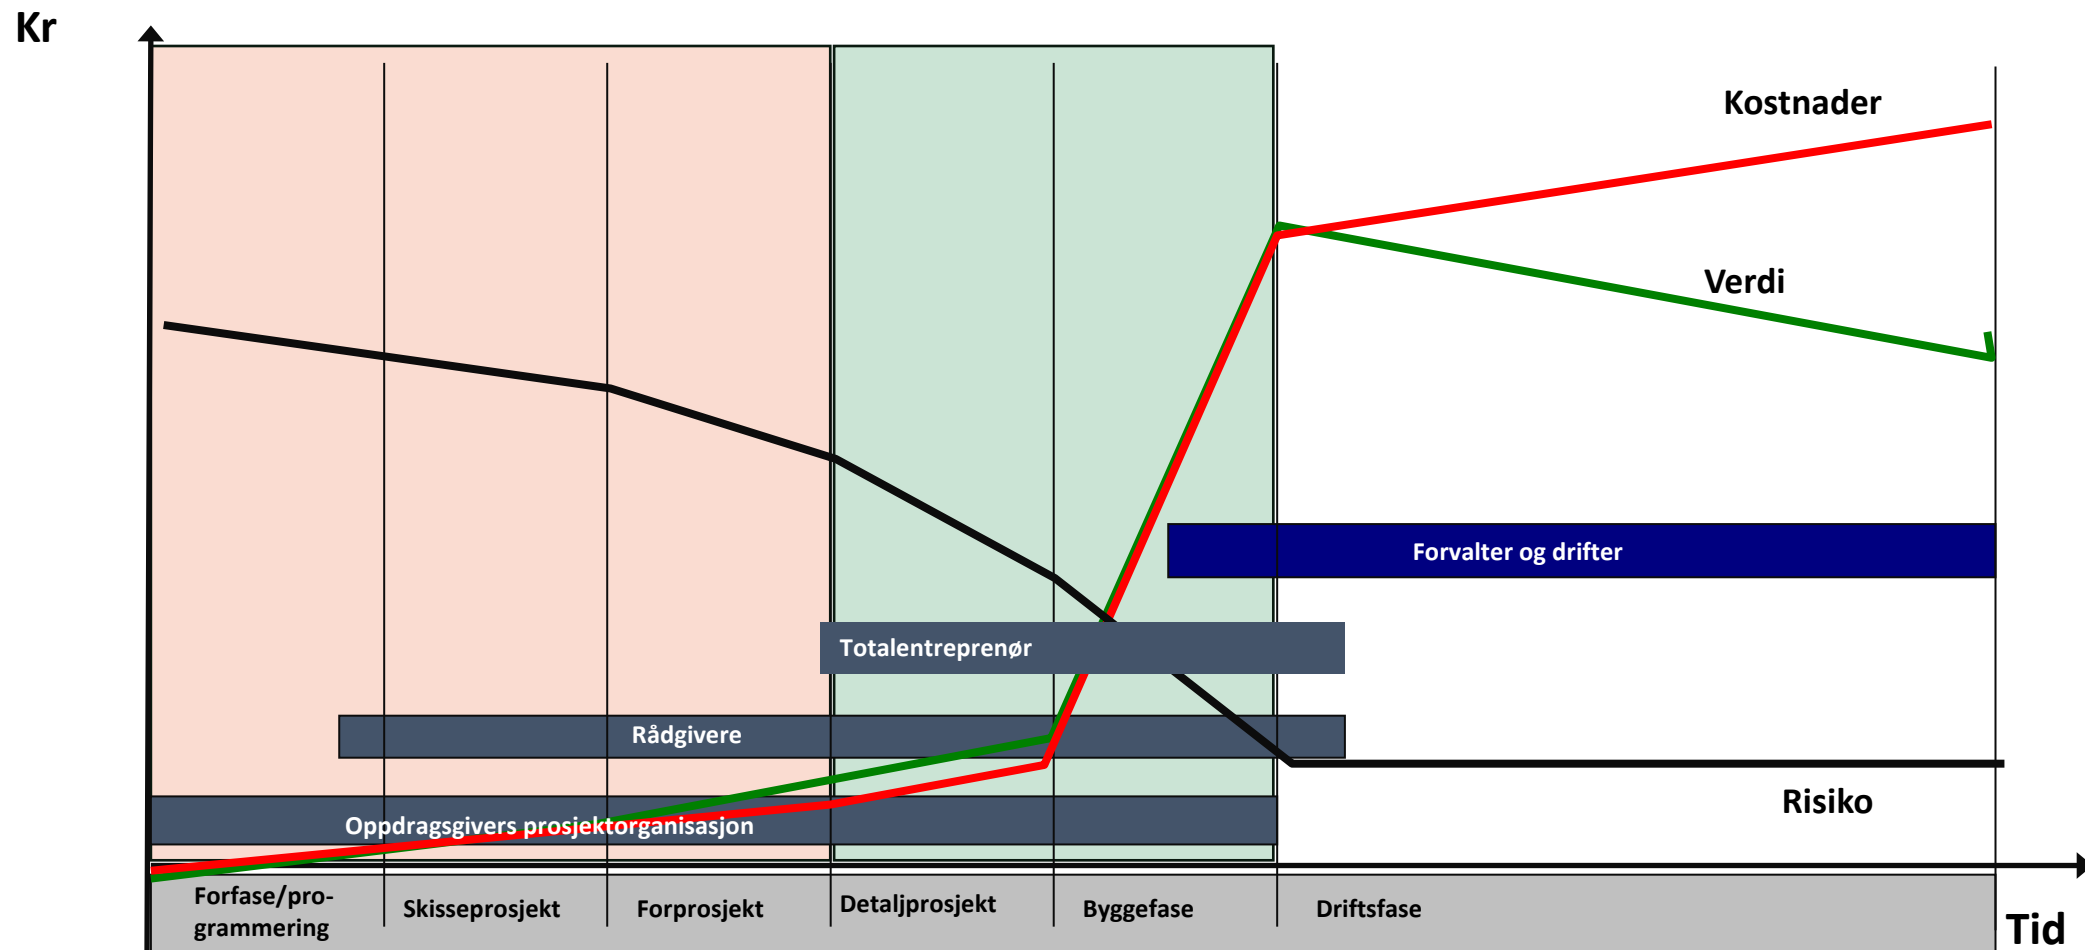 Kr
Kostnader
Verdi
Forvalter og drifter
Totalentreprenør
Rådgivere
Risiko
Oppdragsgivers prosjektorganisasjon
Forfase/pro-
grammering
Skisseprosjekt
Forprosjekt
Detaljprosjekt
Byggefase
Driftsfase
Tid